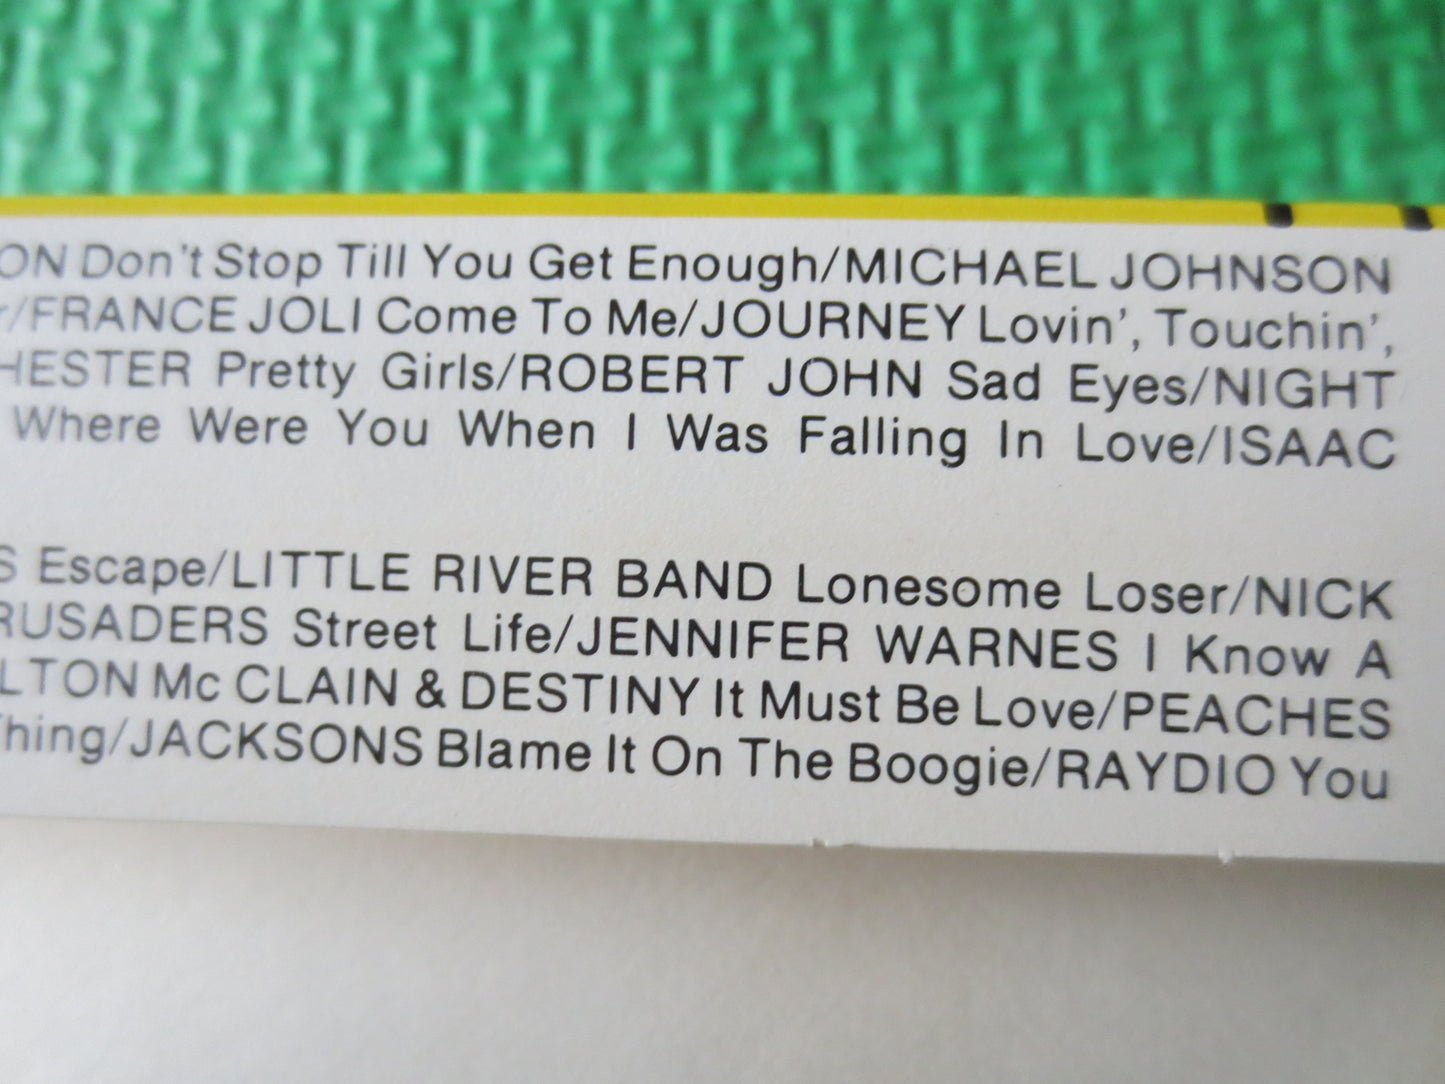 ON Don't Stop Till You Get Enough/MICHAEL JOHNSON
r/FRANCE JOLI Come To Me/JOURNEY Lovin', Touchin',
HESTER Pretty Girls/ROBERT JOHN Sad Eyes/NIGHT
Where Were You When I Was Falling In Love/ISAAC
S Escape/LITTLE RIVER BAND Lonesome Loser/NICK
RUSADERS Street Life/JENNIFER WARNES I Know A
LTON Mc CLAIN & DESTINY It Must Be Love/PEACHES
Thing/JACKSONS Blame It On The Boogie/RAYDIO You